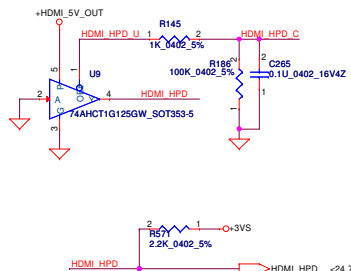 +HDMI_5V_OUT
HDMI_HPD_U
R145
1K_0402_5%
HDMI_HPD_C
1
2
R186
100K_0402_5%
C265
0.1U_0402_16V4Z
2
1
2
1
5
1
U9
P
OE
2
A
Y
4
HDMI_HPD
G
3
74AHCT1G125GW_SOT353-5
2
1
+3VS
R571
2.2K_0402_5%
HDMI_HPD
HDMI_HPD